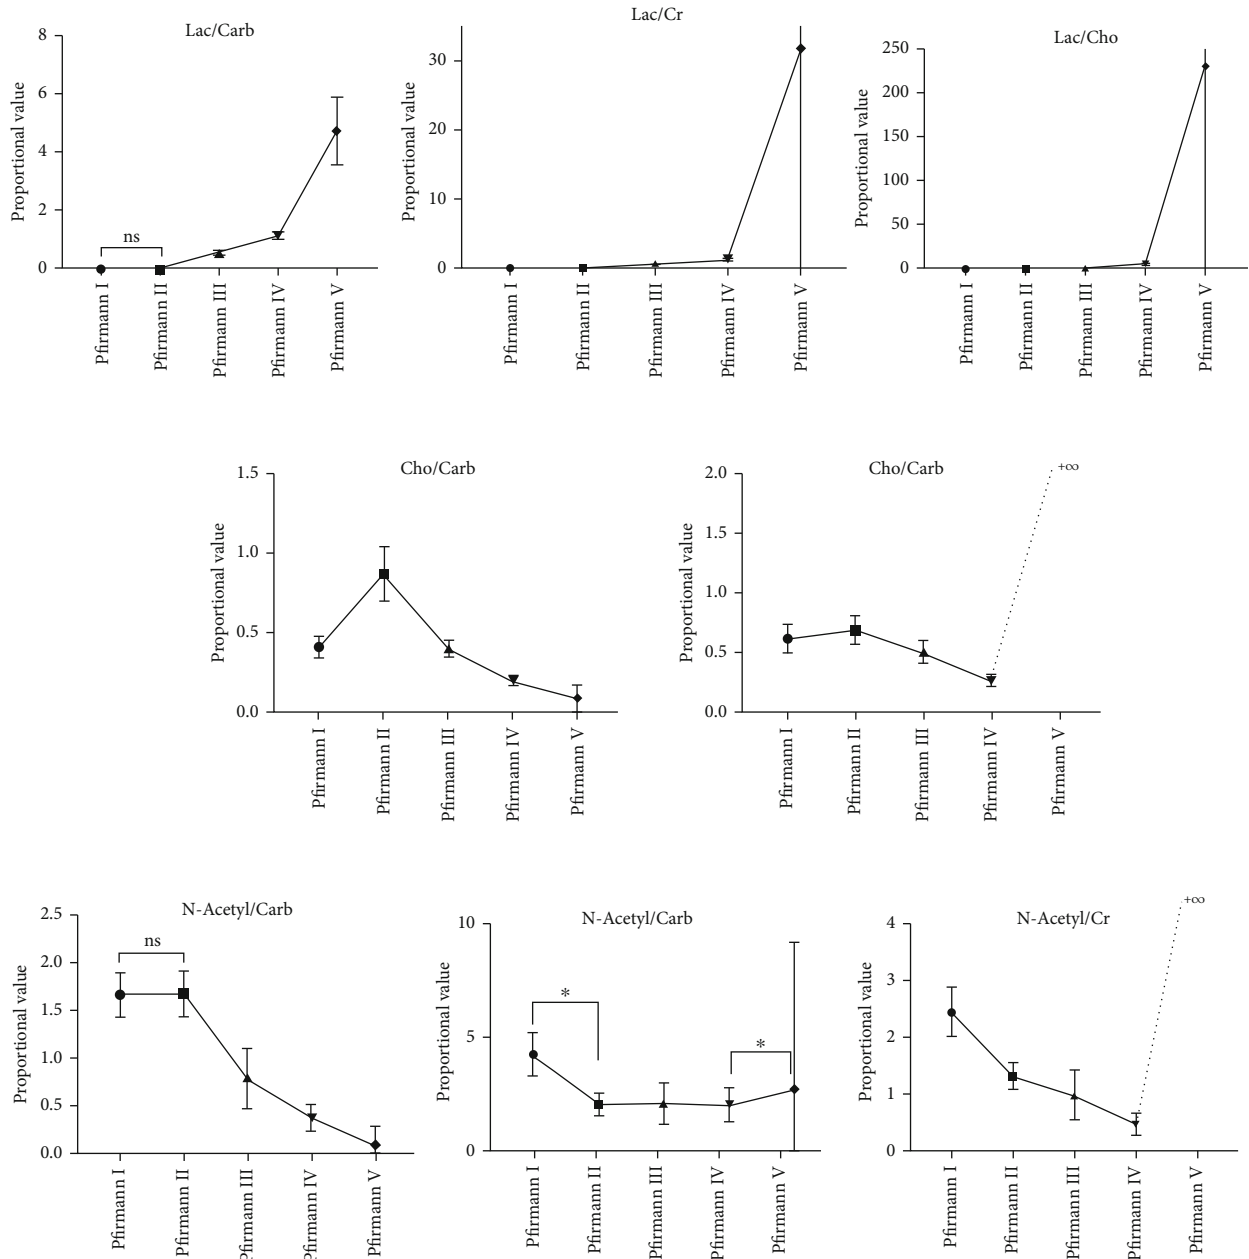 Lac/Carb
Proportional value
8
6
4
2
0
ns
Pfirmann I
Pfirmann II
Pfirmann III
Pfirmann IV
Pfirmann V
Lac/Cr
Proportional value
30
20
10
0
Pfirmann I
Pfirmann II
Pfirmann III
Pfirmann IV
Pfirmann V
Lac/Cho
Proportional value
250
200
150
100
50
0
Pfirmann I
Pfirmann II
Pfirmann III
Pfirmann IV
Pfirmann V
Cho/Carb
Proportional value
1.5
1.0
0.5
0.0
Pfirmann I
Pfirmann II
Pfirmann III
Pfirmann IV
Pfirmann V
Cho/Carb
Proportional value
2.0
1.5
1.0
0.5
0.0
+∞
Pfirmann I
Pfirmann II
Pfirmann III
Pfirmann IV
Pfirmann V
N-Acetyl/Carb
Proportional value
2.5
2.0
1.5
1.0
0.5
0.0
ns
Pfirmann I
Pfirmann II
Pfirmann III
Pfirmann IV
Pfirmann V
N-Acetyl/Carb
Proportional value
10
5
0
*
*
Pfirmann I
Pfirmann II
Pfirmann III
Pfirmann IV
Pfirmann V
N-Acetyl/Cr
Proportional value
4
3
2
1
0
+∞
Pfirmann I
Pfirmann II
Pfirmann III
Pfirmann IV
Pfirmann V